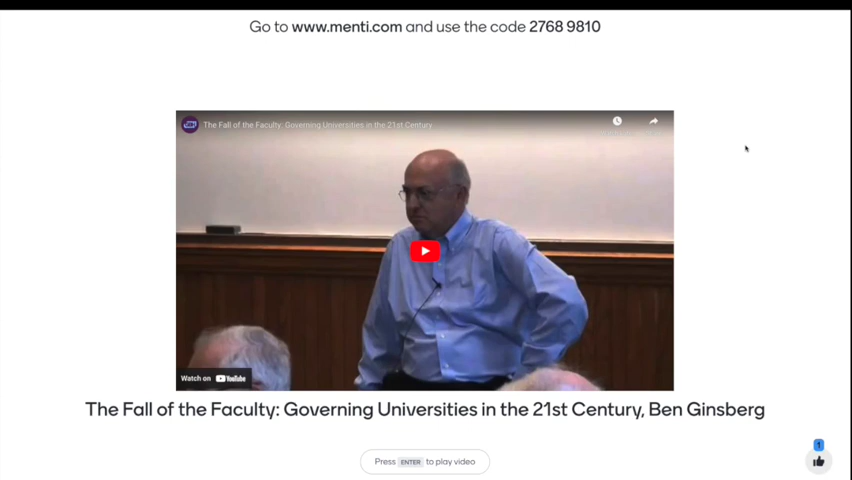 Go to www.menti.com and use the code 2768 9810
The Fall of the Faculty: Governing Universities in the 21st Century
Watch on YouTube
The Fall of the Faculty: Governing Universities in the 21st Century, Ben Ginsberg
Press ENTER to play video
1